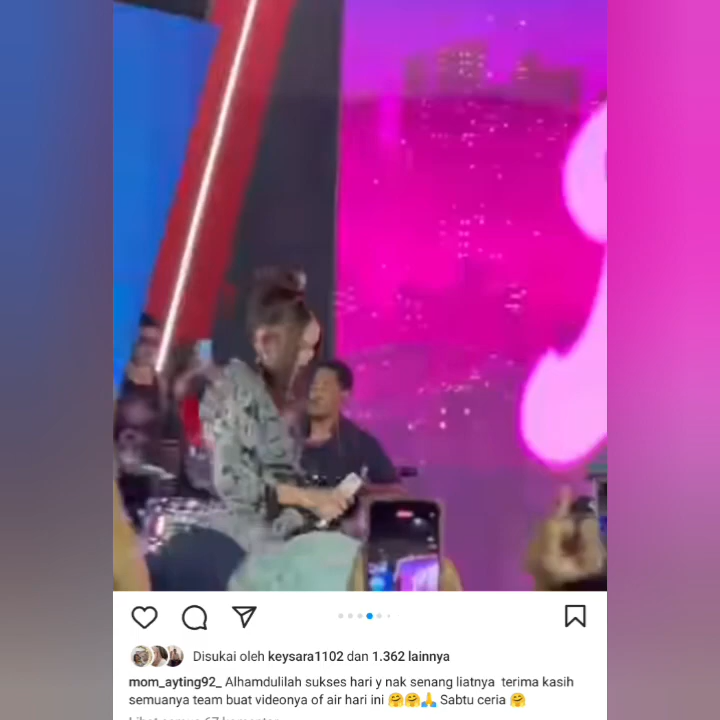 Disukai oleh keysara1102 dan 1.362 lainnya
mom_ayting92_ Alhamdulilah sukses hari y nak senang liatnya terima kasih
semuanya team buat videonya of air hari ini 🤗🤗🙏 Sabtu ceria 🤗